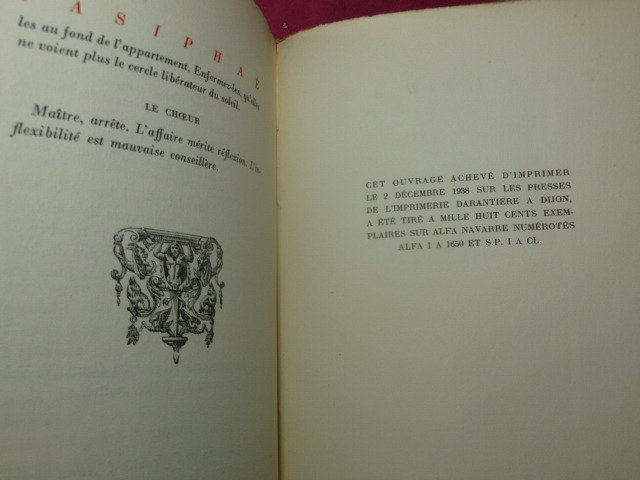 PASIPHAE
les au fond de l'appartement. Enfermez-les, qu'elles
ne voient plus le cercle libérateur du soleil.
LE CHŒUR
Maître, arrête. L'affaire mérite réflexion. L'in-
flexibilité est mauvaise conseillère.
CET OUVRAGE ACHEVÉ D'IMPRIMER
LE 2 DÉCEMBRE 1938 SUR LES PRESSES
DE L'IMPRIMERIE DARANTIERE A DIJON,
A ÉTÉ TIRÉ A MILLE HUIT CENTS EXEM-
PLAIRES SUR ALFA NAVARRE NUMÉROTÉS
ALFA I A 1650 ET S.P. I A CL.